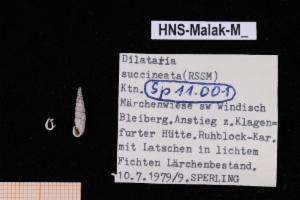 HNS-Malak-M_
Dilataria
succineata(RSSM)
Ktn. Sp 11.001
Märchenwiese sw Windisch
Bleiberg.Anstieg z.Klagen=
furter Hütte.Ruhblock-Kar.
mit Latschen in lichtem
Fichten Lärchenbestand.
10.7.1979/9.SPERLING